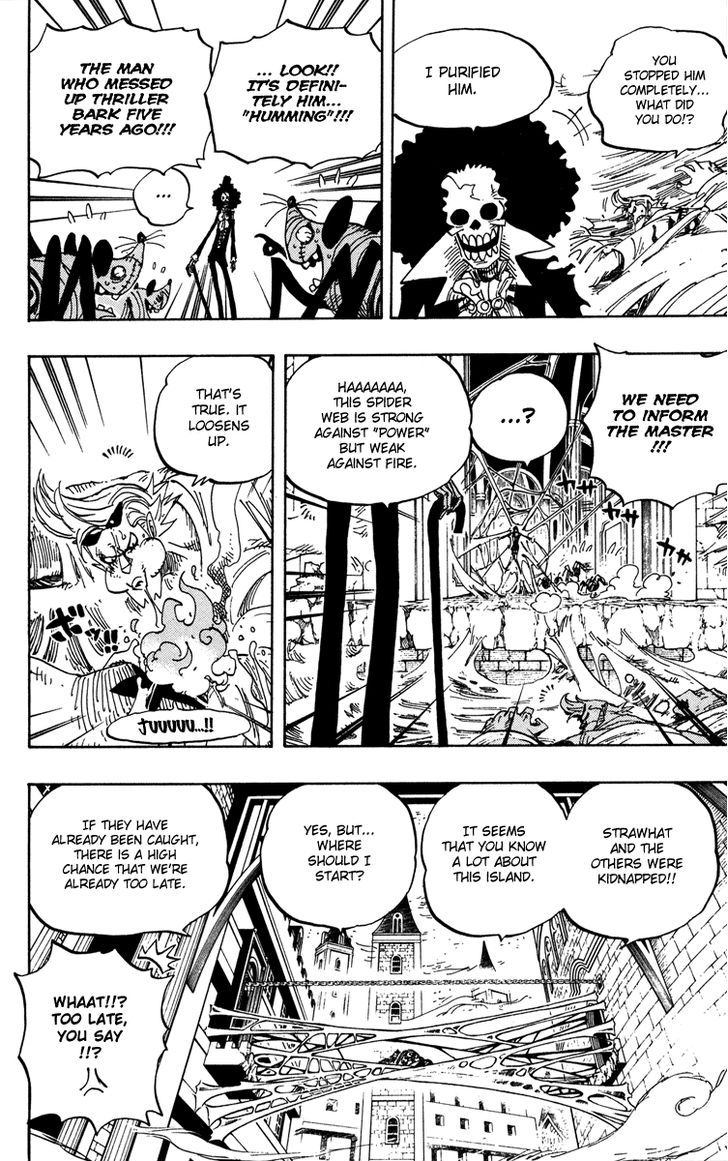 YOU
STOPPED HIM
COMPLETELY...
WHAT DID
YOU DO!?
I PURIFIED
HIM.
... LOOK!!
IT'S DEFINI-
TELY HIM...
"HUMMING"!!!
THE MAN
WHO MESSED
UP THRILLER
BARK FIVE
YEARS AGO!!!
...
WE NEED
TO INFORM
THE MASTER
!!!
...?
HAAAAAAA,
THIS SPIDER
WEB IS STRONG
AGAINST "POWER"
BUT WEAK
AGAINST FIRE.
THAT'S
TRUE. IT
LOOSENS
UP.
JUUUUU...!!
STRAWHAT
AND THE
OTHERS WERE
KIDNAPPED!!
IT SEEMS
THAT YOU KNOW
A LOT ABOUT
THIS ISLAND.
YES, BUT...
WHERE
SHOULD I
START?
IF THEY HAVE
ALREADY BEEN CAUGHT,
THERE IS A HIGH
CHANCE THAT WE'RE
ALREADY TOO LATE.
WHAAT!!?
TOO LATE,
YOU SAY
!!?